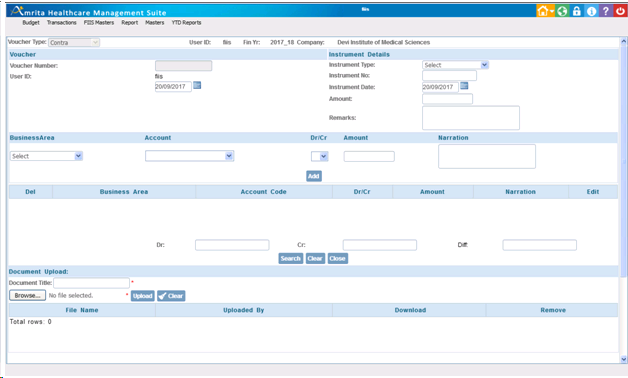 Amrita Healthcare Management Suite
fiis
Budget Transactions FIIS Masters Report Masters YTD Reports
Voucher Type: Contra User ID: fiis Fin Yr: 2017_18 Company: Devi Institute of Medical Sciences
Voucher Instrument Details
Voucher Number: Instrument Type: Select
User ID: fiis Instrument No:
20/09/2017 Instrument Date: 20/09/2017
Amount:
Remarks:
BusinessArea Account Dr/Cr Amount Narration
Select
Add
Del Business Area Account Code Dr/Cr Amount Narration Edit
Dr: Cr: Diff:
Search Clear Close
Document Upload:
Document Title: *
Browse... No file selected. * Upload Clear
File Name Uploaded By Download Remove
Total rows: 0